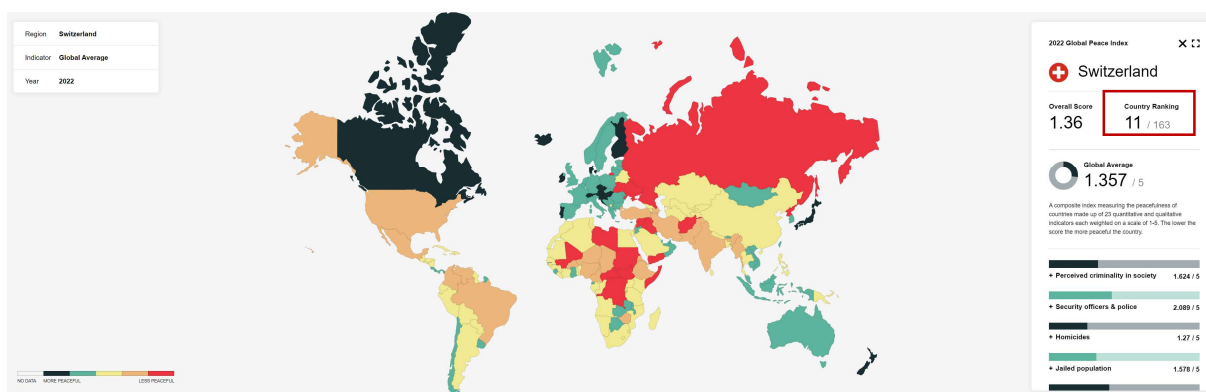 Region Switzerland
Indicator Global Average
Year 2022
NO DATA MORE PEACEFUL LESS PEACEFUL
2022 Global Peace Index
Switzerland
Overall Score Country Ranking
1.36 11 / 163
Global Average
1.357 / 5
A composite index measuring the peacefulness of
countries made up of 23 quantitative and qualitative
indicators each weighted on a scale of 1-5. The lower the
score the more peaceful the country.
+ Perceived criminality in society 1.624 / 5
+ Security officers & police 2.089 / 5
+ Homicides 1.27 / 5
+ Jailed population 1.578 / 5